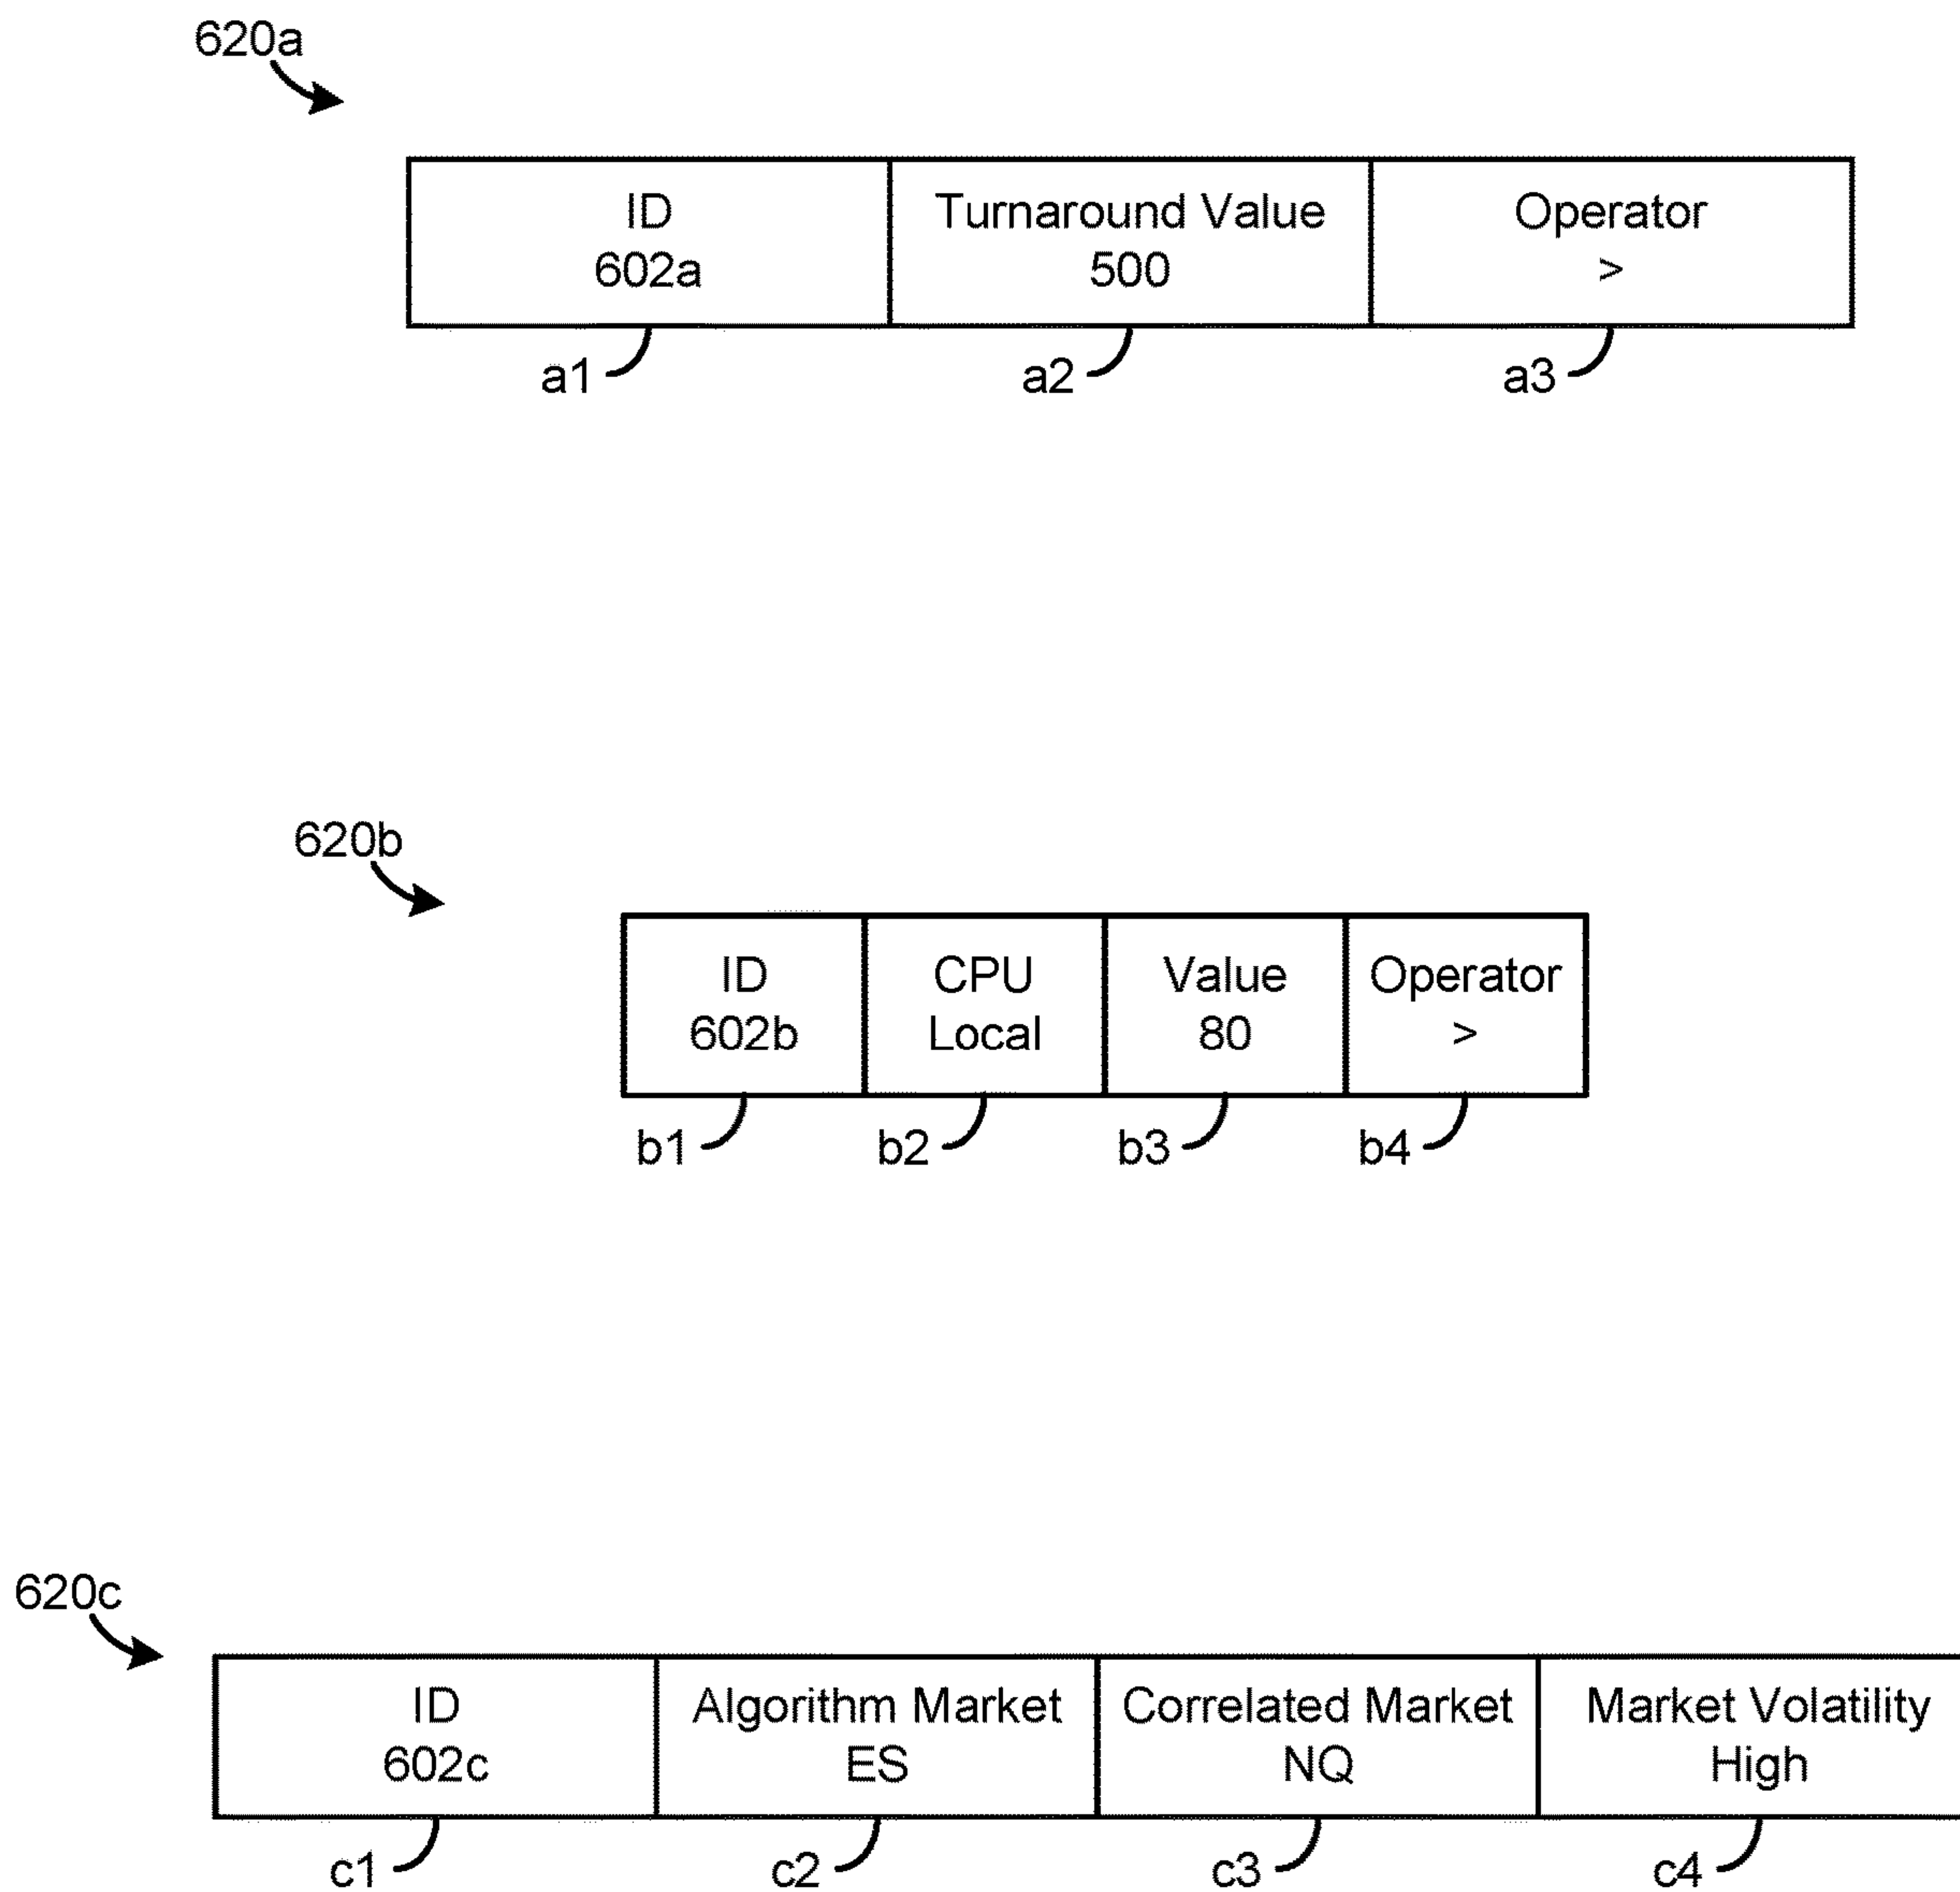 620a
ID
602a
Turnaround Value
500
Operator
>
a1
a2
a3
620b
ID
602b
CPU
Local
Value
80
Operator
>
b1
b2
b3
b4
620c
ID
602c
Algorithm Market
ES
Correlated Market
NQ
Market Volatility
High
c1
c2
c3
c4